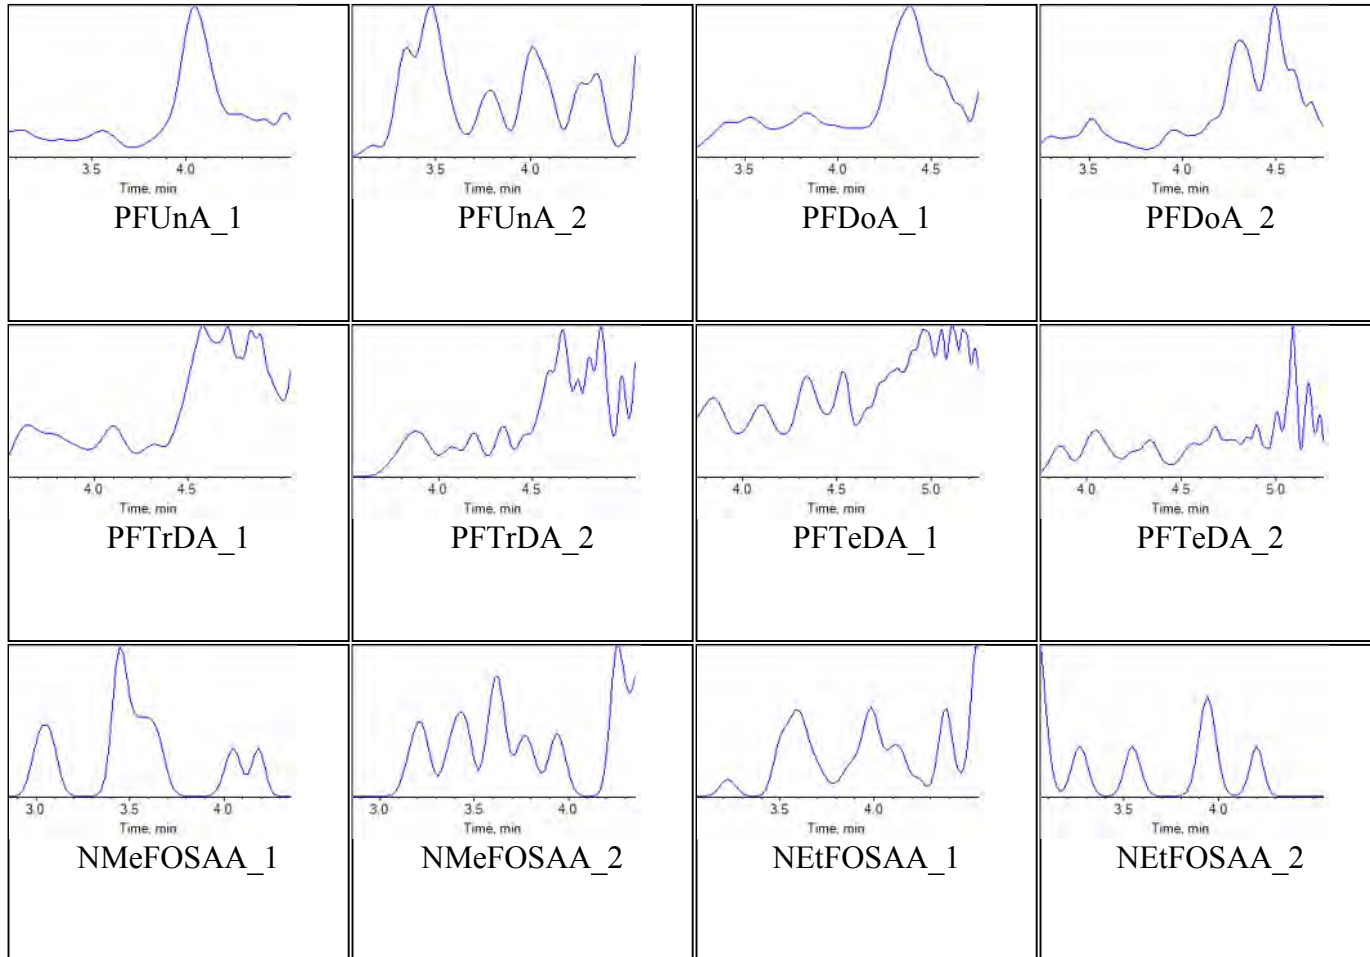 3.5 4.0
Time, min
PFUnA_1
3.5 4.0
Time, min
PFUnA_2
3.5 4.0 4.5
Time, min
PFDoA_1
3.5 4.0 4.5
Time, min
PFDoA_2
4.0 4.5
Time, min
PFTrDA_1
4.0 4.5
Time, min
PFTrDA_2
4.0 4.5 5.0
Time, min
PFTeDA_1
4.0 4.5 5.0
Time, min
PFTeDA_2
3.0 3.5 4.0
Time, min
NMeFOSAA_1
3.0 3.5 4.0
Time, min
NMeFOSAA_2
3.5 4.0
Time, min
NEtFOSAA_1
3.5 4.0
Time, min
NEtFOSAA_2